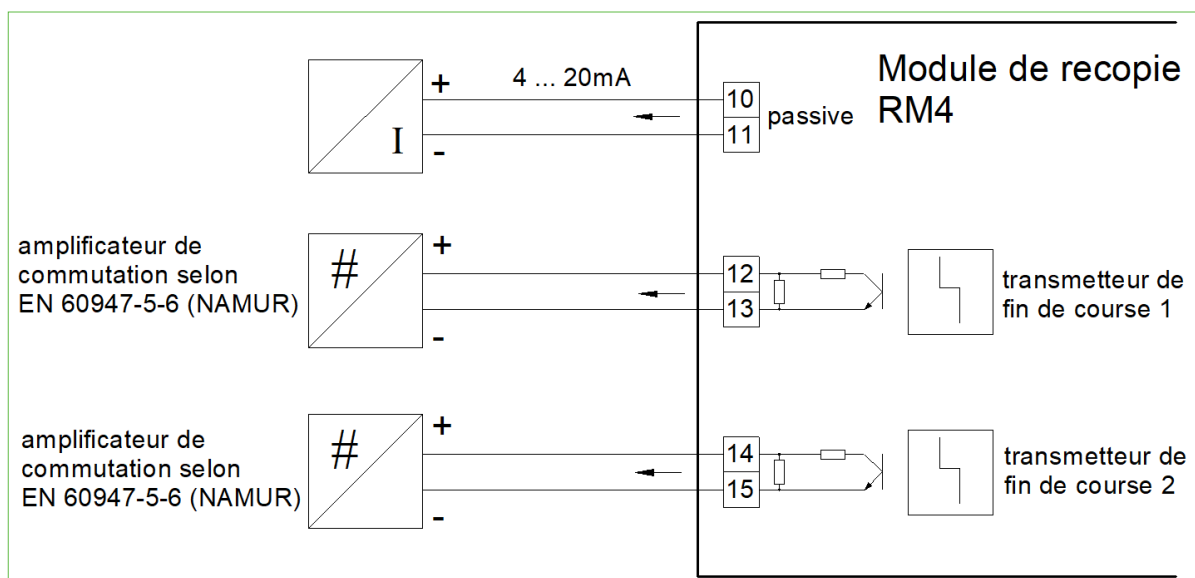 Module de recopie
RM4
+
4 ... 20mA
10
11
passive
I
-
amplificateur de
commutation selon
EN 60947-5-6 (NAMUR)
#
+
-
12
13
transmetteur de
fin de course 1
amplificateur de
commutation selon
EN 60947-5-6 (NAMUR)
#
+
-
14
15
transmetteur de
fin de course 2